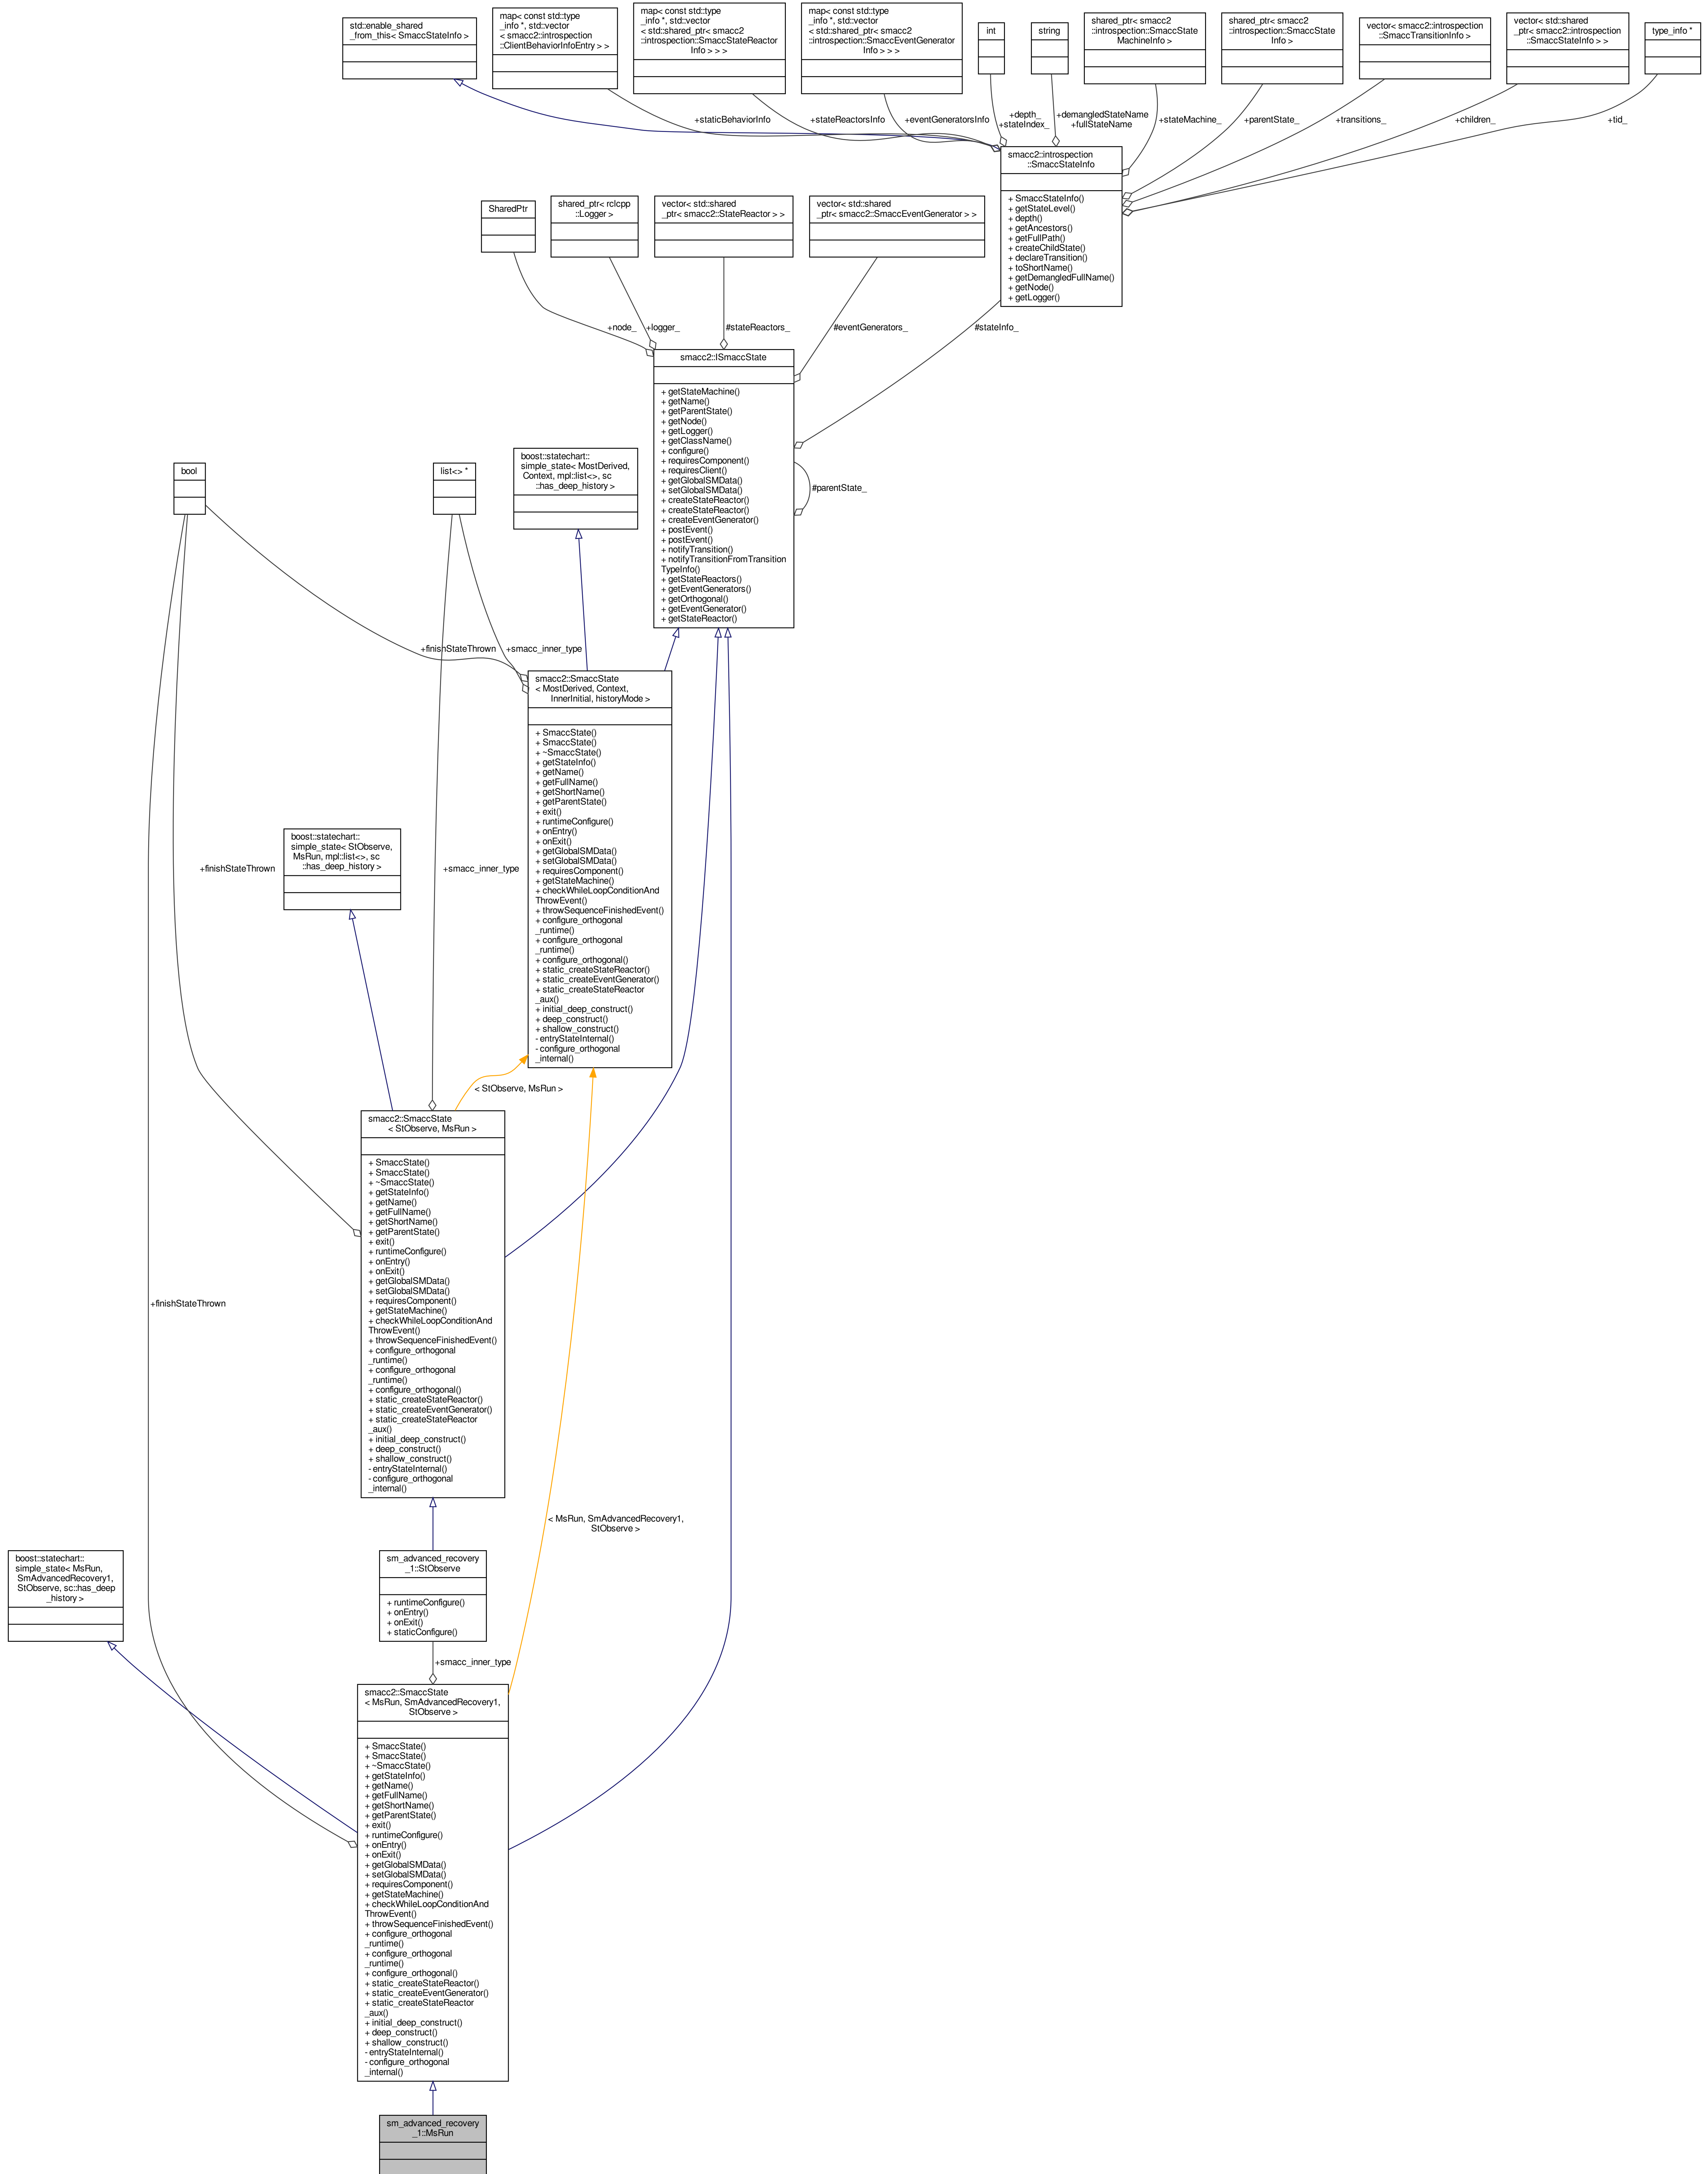 std::enable_shared
_from_this< SmaccStateInfo >
map< const std::type
_info *, std::vector
< smacc2::introspection
::ClientBehaviorInfoEntry > >
map< const std::type
_info *, std::vector
< std::shared_ptr< smacc2
::introspection::SmaccStateReactor
Info > > >
map< const std::type
_info *, std::vector
< std::shared_ptr< smacc2
::introspection::SmaccEventGenerator
Info > > >
int
string
shared_ptr< smacc2
::introspection::SmaccState
MachineInfo >
shared_ptr< smacc2
::introspection::SmaccState
Info >
vector< smacc2::introspection
::SmaccTransitionInfo >
vector< std::shared
_ptr< smacc2::introspection
::SmaccStateInfo > >
type_info *
+staticBehaviorInfo
+stateReactorsInfo
+eventGeneratorsInfo
+depth_
+stateIndex_
+demangledStateName
+fullStateName
+stateMachine_
+parentState_
+transitions_
+children_
+tid_
smacc2::introspection
::SmaccStateInfo
+ SmaccStateInfo()
+ getStateLevel()
+ depth()
+ getAncestors()
+ getFullPath()
+ createChildState()
+ declareTransition()
+ toShortName()
+ getDemangledFullName()
+ getNode()
+ getLogger()
SharedPtr
shared_ptr< rclcpp
::Logger >
vector< std::shared
_ptr< smacc2::StateReactor > >
vector< std::shared
_ptr< smacc2::SmaccEventGenerator > >
+node_
+logger_
#stateReactors_
#eventGenerators_
#stateInfo_
smacc2::ISmaccState
+ getStateMachine()
+ getName()
+ getParentState()
+ getNode()
+ getLogger()
+ getClassName()
+ configure()
+ requiresComponent()
+ requiresClient()
+ getGlobalSMData()
+ setGlobalSMData()
+ createStateReactor()
+ createStateReactor()
+ createEventGenerator()
+ postEvent()
+ postEvent()
+ notifyTransition()
+ notifyTransitionFromTransition
TypeInfo()
+ getStateReactors()
+ getEventGenerators()
+ getOrthogonal()
+ getEventGenerator()
+ getStateReactor()
#parentState_
bool
list<> *
boost::statechart::
simple_state< MostDerived,
Context, mpl::list<>, sc
::has_deep_history >
+finishStateThrown
+smacc_inner_type
smacc2::SmaccState
< MostDerived, Context,
InnerInitial, historyMode >
+ SmaccState()
+ SmaccState()
+ ~SmaccState()
+ getStateInfo()
+ getName()
+ getFullName()
+ getShortName()
+ getParentState()
+ exit()
+ runtimeConfigure()
+ onEntry()
+ onExit()
+ getGlobalSMData()
+ setGlobalSMData()
+ requiresComponent()
+ getStateMachine()
+ checkWhileLoopConditionAnd
ThrowEvent()
+ throwSequenceFinishedEvent()
+ configure_orthogonal
_runtime()
+ configure_orthogonal
_runtime()
+ configure_orthogonal()
+ static_createStateReactor()
+ static_createEventGenerator()
+ static_createStateReactor
_aux()
+ initial_deep_construct()
+ deep_construct()
+ shallow_construct()
- entryStateInternal()
- configure_orthogonal
_internal()
boost::statechart::
simple_state< StObserve,
MsRun, mpl::list<>, sc
::has_deep_history >
+finishStateThrown
+smacc_inner_type
< StObserve, MsRun >
smacc2::SmaccState
< StObserve, MsRun >
+ SmaccState()
+ SmaccState()
+ ~SmaccState()
+ getStateInfo()
+ getName()
+ getFullName()
+ getShortName()
+ getParentState()
+ exit()
+ runtimeConfigure()
+ onEntry()
+ onExit()
+ getGlobalSMData()
+ setGlobalSMData()
+ requiresComponent()
+ getStateMachine()
+ checkWhileLoopConditionAnd
ThrowEvent()
+ throwSequenceFinishedEvent()
+ configure_orthogonal
_runtime()
+ configure_orthogonal
_runtime()
+ configure_orthogonal()
+ static_createStateReactor()
+ static_createEventGenerator()
+ static_createStateReactor
_aux()
+ initial_deep_construct()
+ deep_construct()
+ shallow_construct()
- entryStateInternal()
- configure_orthogonal
_internal()
+finishStateThrown
< MsRun, SmAdvancedRecovery1,
StObserve >
boost::statechart::
simple_state< MsRun,
SmAdvancedRecovery1,
StObserve, sc::has_deep
_history >
sm_advanced_recovery
_1::StObserve
+ runtimeConfigure()
+ onEntry()
+ onExit()
+ staticConfigure()
+smacc_inner_type
smacc2::SmaccState
< MsRun, SmAdvancedRecovery1,
StObserve >
+ SmaccState()
+ SmaccState()
+ ~SmaccState()
+ getStateInfo()
+ getName()
+ getFullName()
+ getShortName()
+ getParentState()
+ exit()
+ runtimeConfigure()
+ onEntry()
+ onExit()
+ getGlobalSMData()
+ setGlobalSMData()
+ requiresComponent()
+ getStateMachine()
+ checkWhileLoopConditionAnd
ThrowEvent()
+ throwSequenceFinishedEvent()
+ configure_orthogonal
_runtime()
+ configure_orthogonal
_runtime()
+ configure_orthogonal()
+ static_createStateReactor()
+ static_createEventGenerator()
+ static_createStateReactor
_aux()
+ initial_deep_construct()
+ deep_construct()
+ shallow_construct()
- entryStateInternal()
- configure_orthogonal
_internal()
sm_advanced_recovery
_1::MsRun